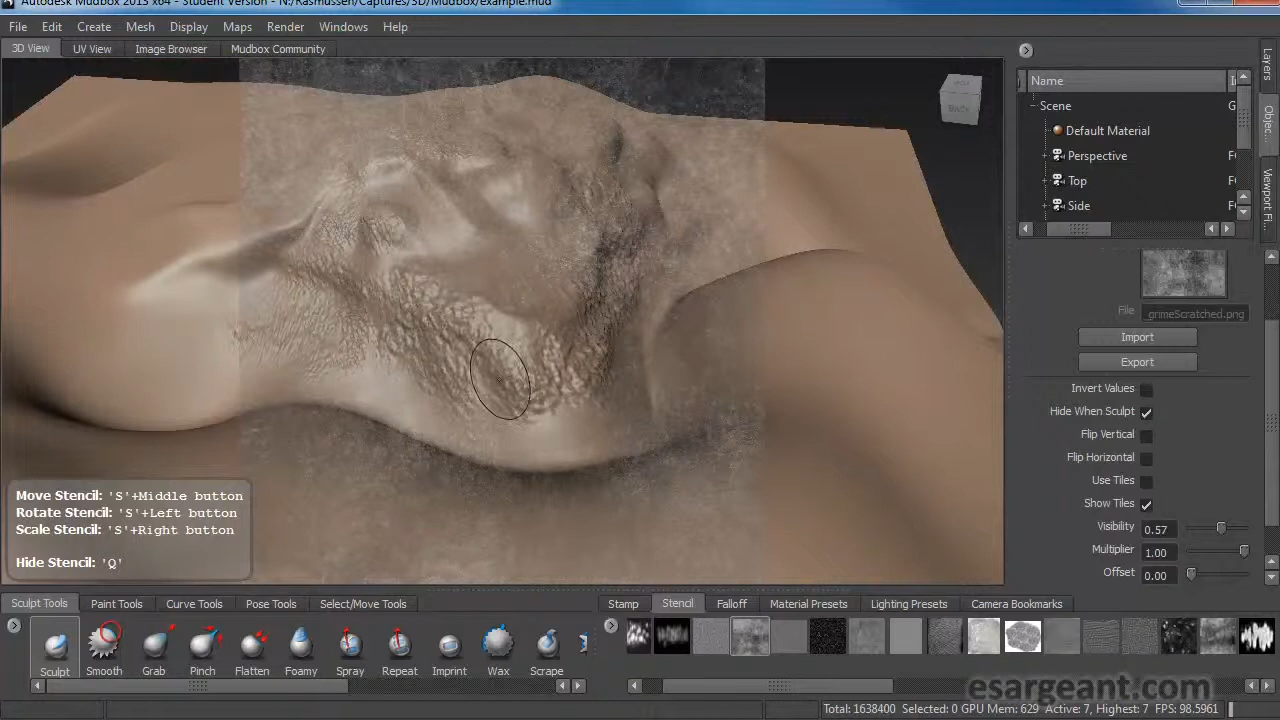 Autodesk Mudbox 2013 x64 - Student Version - N:/Rasmussen/Captures/3D/Mudbox/example.mud
File Edit Create Mesh Display Maps Render Windows Help
3D View UV View Image Browser Mudbox Community
Layers
Name
Scene
Default Material
Perspective
Top
Side
Objec...
Viewport Fi...
BACK
File grimeScratched.png
Import
Export
Invert Values
Hide When Sculpt
Flip Vertical
Flip Horizontal
Use Tiles
Show Tiles
Visibility 0.57
Multiplier 1.00
Offset 0.00
Move Stencil: 'S'+Middle button
Rotate Stencil: 'S'+Left button
Scale Stencil: 'S'+Right button
Hide Stencil: 'Q'
Sculpt Tools Paint Tools Curve Tools Pose Tools Select/Move Tools
Stamp Stencil Falloff Material Presets Lighting Presets Camera Bookmarks
Sculpt Smooth Grab Pinch Flatten Foamy Spray Repeat Imprint Wax Scrape
esargeant.com
Total: 1638400 Selected: 0 GPU Mem: 629 Active: 7, Highest: 7 FPS: 98.5961